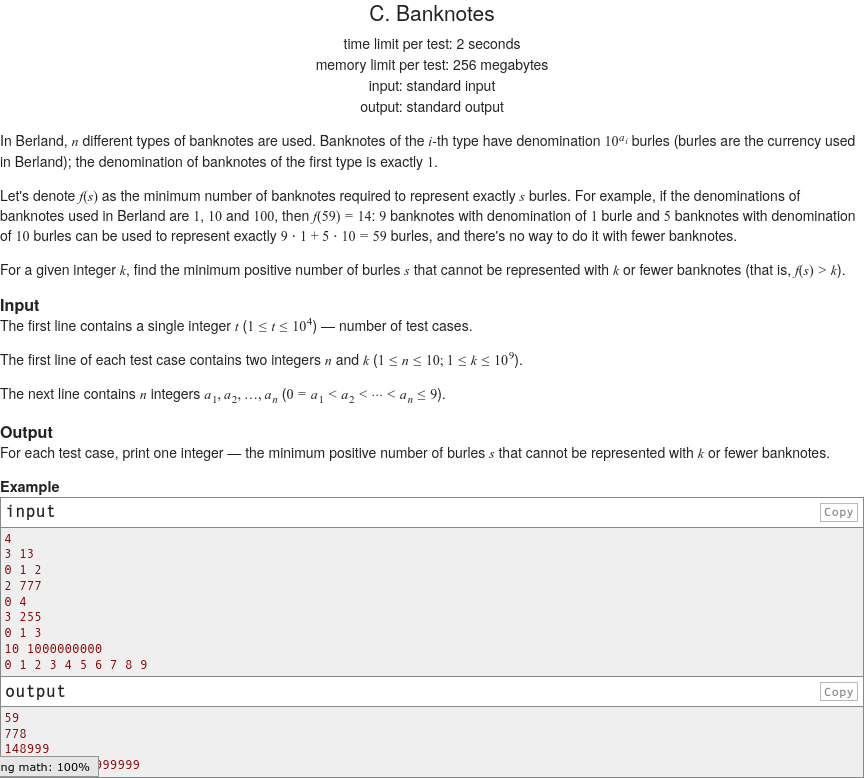 C. Banknotes
time limit per test: 2 seconds
memory limit per test: 256 megabytes
input: standard input
output: standard output
In Berland, n different types of banknotes are used. Banknotes of the i-th type have denomination 10^{a_i} burles (burles are the currency used
in Berland); the denomination of banknotes of the first type is exactly 1.
Let's denote f(s) as the minimum number of banknotes required to represent exactly s burles. For example, if the denominations of
banknotes used in Berland are 1, 10 and 100, then f(59) = 14: 9 banknotes with denomination of 1 burle and 5 banknotes with denomination
of 10 burles can be used to represent exactly 9 · 1 + 5 · 10 = 59 burles, and there's no way to do it with fewer banknotes.
For a given integer k, find the minimum positive number of burles s that cannot be represented with k or fewer banknotes (that is, f(s) > k).
Input
The first line contains a single integer t (1 ≤ t ≤ 10^4) — number of test cases.
The first line of each test case contains two integers n and k (1 ≤ n ≤ 10; 1 ≤ k ≤ 10^9).
The next line contains n integers a_1, a_2, …, a_n (0 = a_1 < a_2 < ⋯ < a_n ≤ 9).
Output
For each test case, print one integer — the minimum positive number of burles s that cannot be represented with k or fewer banknotes.
Example
input
Copy
4
3 13
0 1 2
2 777
0 4
3 255
0 1 3
10 1000000000
0 1 2 3 4 5 6 7 8 9
output
Copy
59
778
148999
ng math: 100%
999999